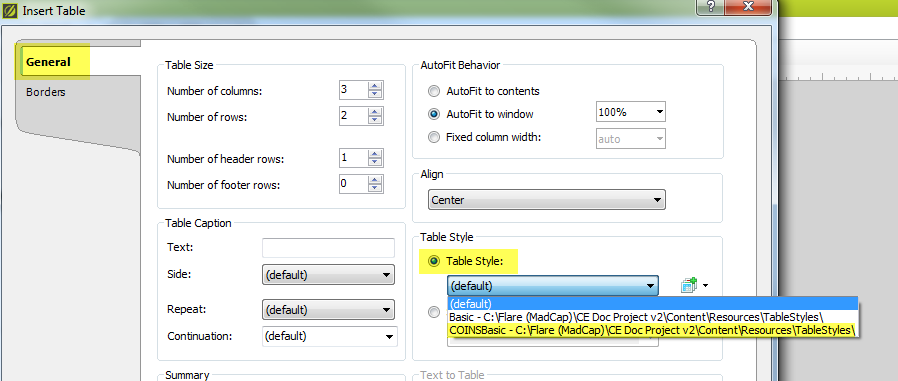 Insert Table
General
Borders
Table Size
Number of columns: 3
Number of rows: 2
Number of header rows: 1
Number of footer rows: 0
Table Caption
Text:
Side: (default)
Repeat: (default)
Continuation: (default)
Summary
AutoFit Behavior
AutoFit to contents
AutoFit to window 100%
Fixed column width: auto
Align
Center
Table Style
Table Style:
(default)
(default)
Basic - C:\Flare (MadCap)\CE Doc Project v2\Content\Resources\TableStyles\
COINSBasic - C:\Flare (MadCap)\CE Doc Project v2\Content\Resources\TableStyles\
Text to Table